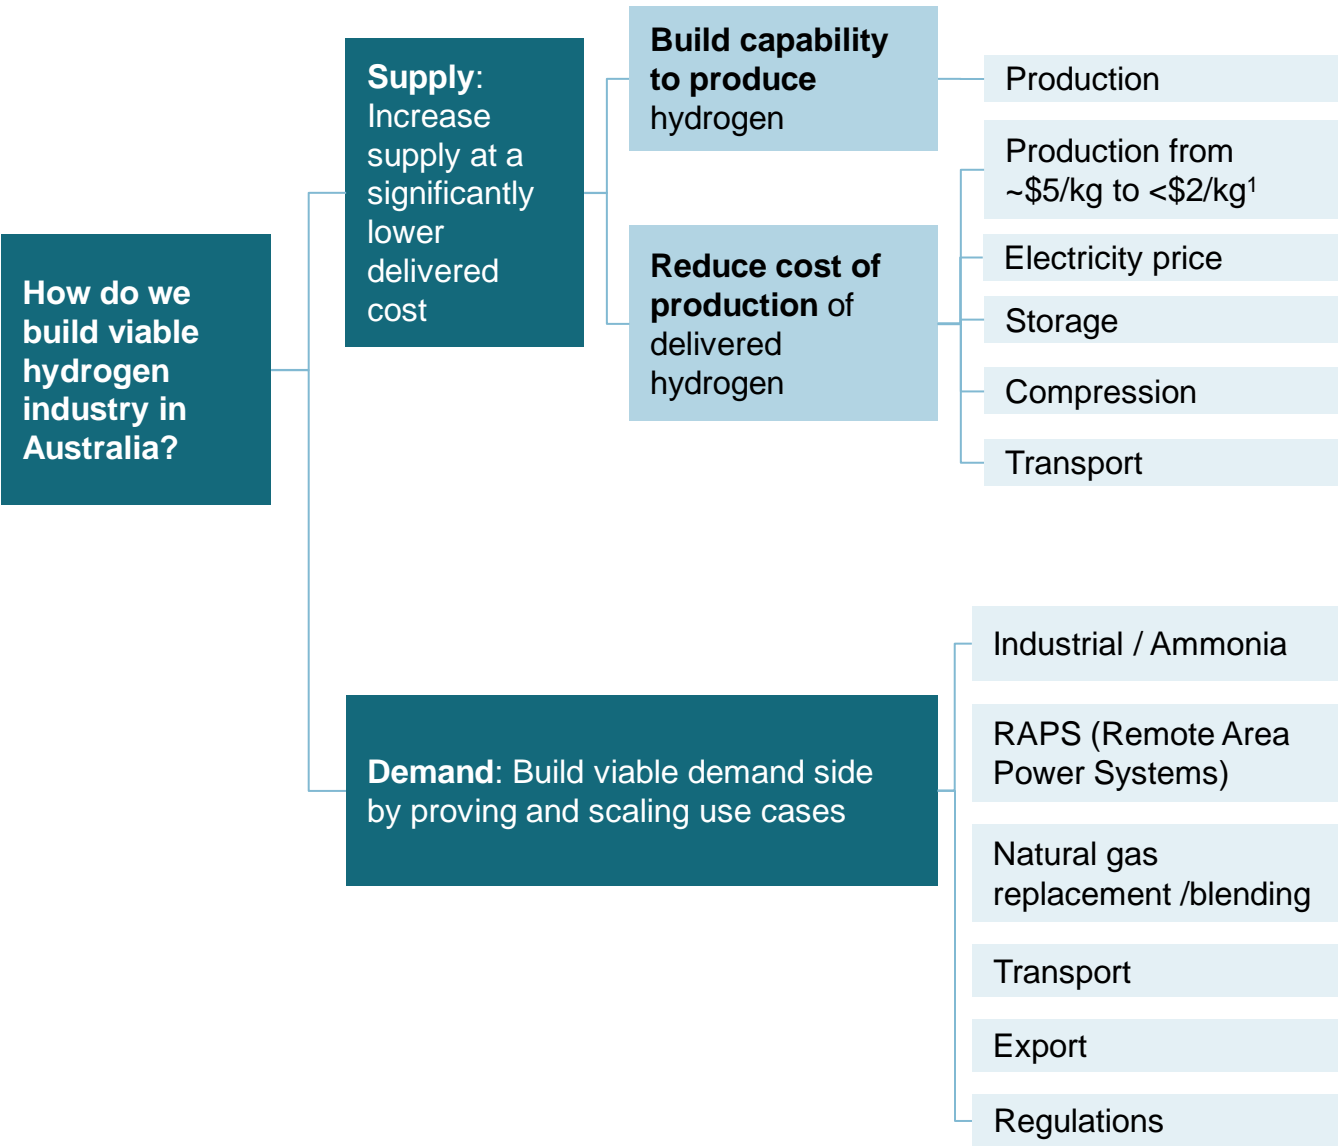 How do we
build viable
hydrogen
industry in
Australia?
Supply:
Increase
supply at a
significantly
lower
delivered
cost
Build capability
to produce
hydrogen
Production
Reduce cost of
production of
delivered
hydrogen
Production from
~$5/kg to <$2/kg¹
Electricity price
Storage
Compression
Transport
Demand: Build viable demand side
by proving and scaling use cases
Industrial / Ammonia
RAPS (Remote Area
Power Systems)
Natural gas
replacement /blending
Transport
Export
Regulations